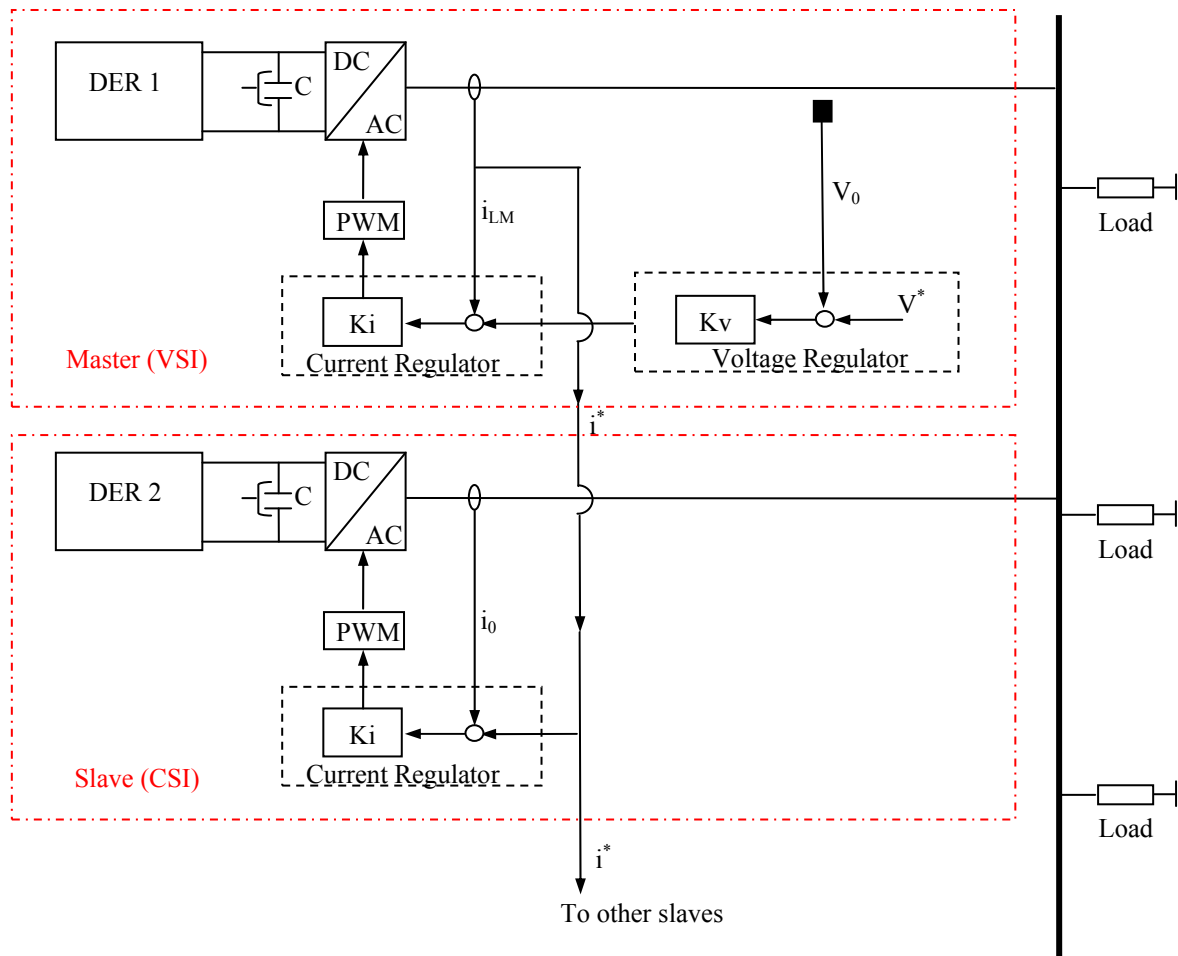 DER 1
C
DC
AC
PWM
i_LM
V_0
Load
Ki
Kv
V^*
Current Regulator
Voltage Regulator
Master (VSI)
i^*
DER 2
C
DC
AC
Load
PWM
i_0
Ki
Current Regulator
Slave (CSI)
Load
i^*
To other slaves